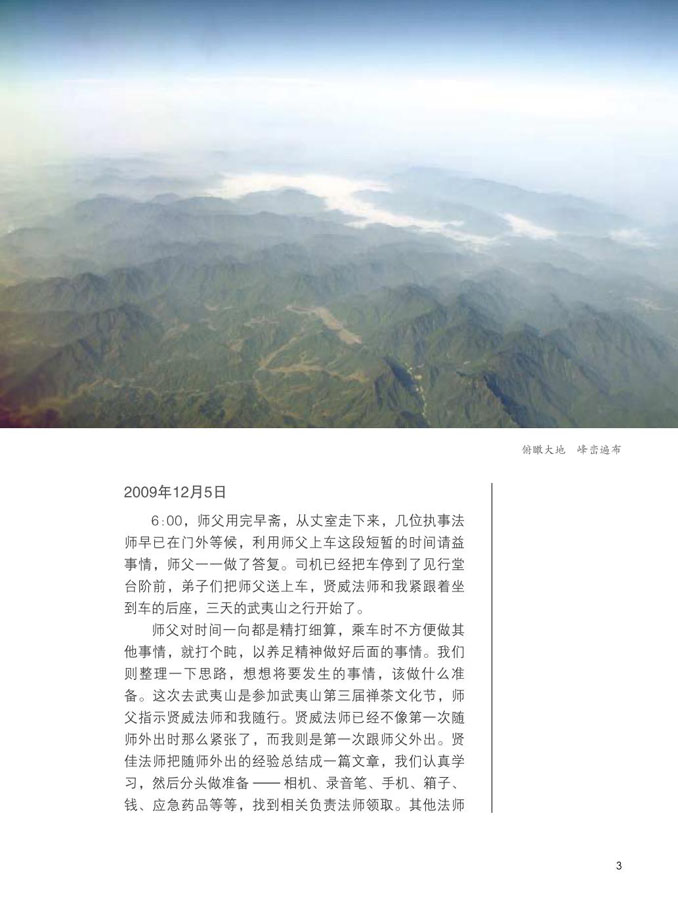 俯瞰大地　峰峦遍布
2009年12月5日
6:00，师父用完早斋，从丈室走下来，几位执事法
师早已在门外等候，利用师父上车这段短暂的时间请益
事情，师父一一做了答复。司机已经把车停到了见行堂
台阶前，弟子们把师父送上车，贤威法师和我紧跟着坐
到车的后座，三天的武夷山之行开始了。
师父对时间一向都是精打细算，乘车时不方便做其
他事情，就打个盹，以养足精神做好后面的事情。我们
则整理一下思路，想想将要发生的事情，该做什么准
备。这次去武夷山是参加武夷山第三届禅茶文化节，师
父指示贤威法师和我随行。贤威法师已经不像第一次随
师外出时那么紧张了，而我则是第一次跟师父外出。贤
佳法师把随师外出的经验总结成一篇文章，我们认真学
习，然后分头做准备 —— 相机、录音笔、手机、箱子、
钱、应急药品等等，找到相关负责法师领取。其他法师
3